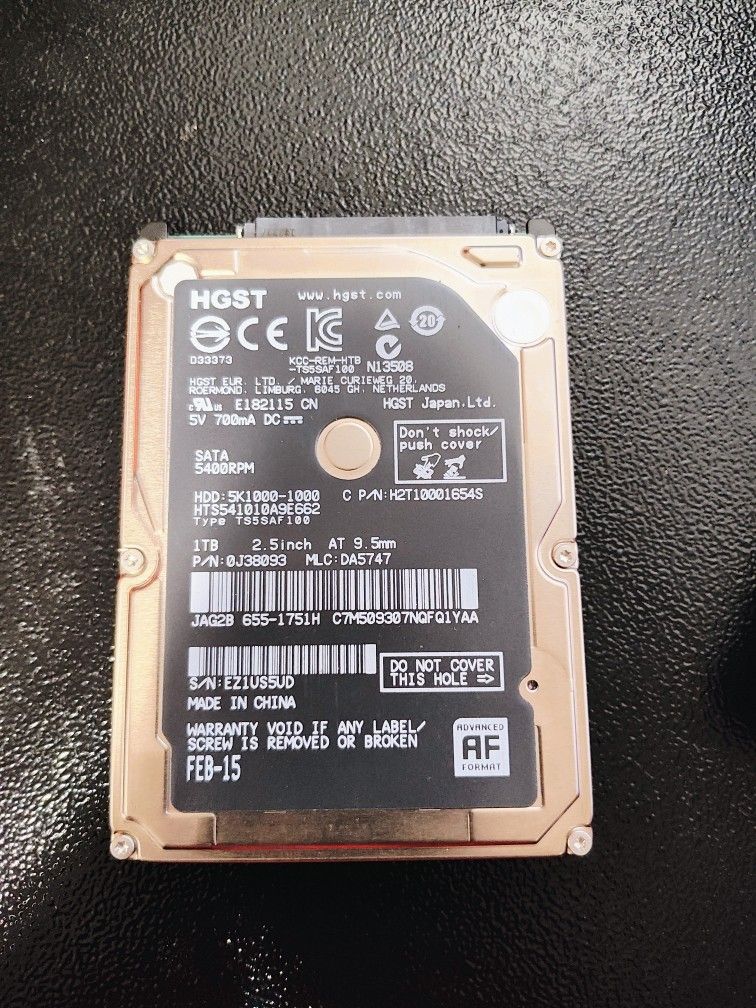 HGST www.hgst.com
CE
20
D33373
KCC-REM-HTB
-TS5SAF100 N13508
HGST EUR. LTD. / MARIE CURIEWEG 20,
ROERMOND, LIMBURG, 6045 GH, NETHERLANDS
c RU us E182115 CN HGST Japan,Ltd.
5V 700mA DC
Don't shock/
push cover
SATA
5400RPM
HDD:5K1000-1000 C P/N:H2T10001654S
HTS541010A9E662
Type TS5SAF100
1TB 2.5inch AT 9.5mm
P/N:0J38093 MLC:DA5747
JAG2B 655-1751H C7M509307NQFQ1YAA
S/N:EZ1US5UD
DO NOT COVER
THIS HOLE ⇒
MADE IN CHINA
WARRANTY VOID IF ANY LABEL/
SCREW IS REMOVED OR BROKEN
FEB-15
ADVANCED
AF
FORMAT